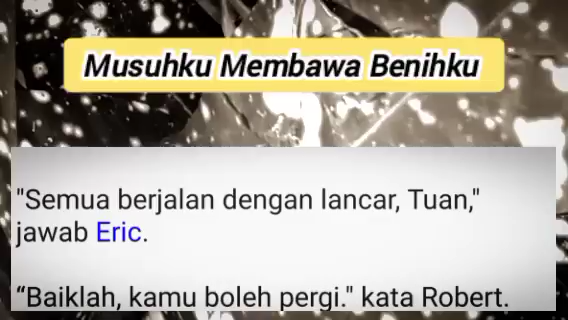 Musuhku Membawa Benihku
"Semua berjalan dengan lancar, Tuan,"
jawab Eric.
“Baiklah, kamu boleh pergi." kata Robert.